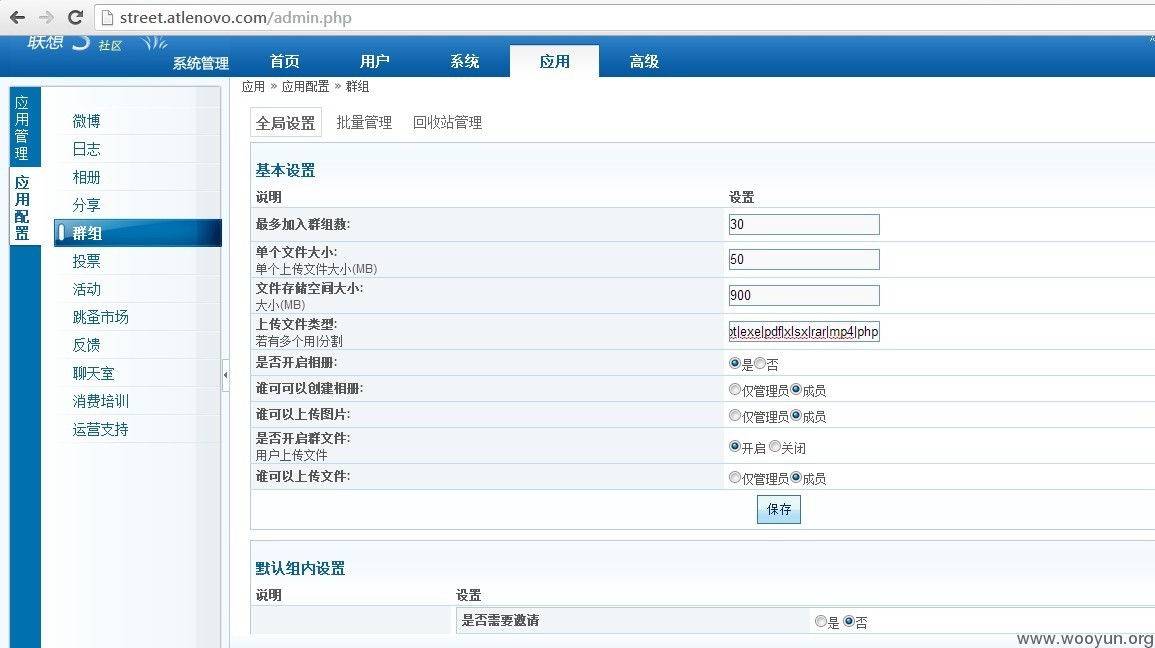 street.atlenovo.com/admin.php
联想 社区
系统管理
首页 用户 系统 应用 高级
应用 » 应用配置 » 群组
应用管理
应用配置
微博
日志
相册
分享
群组
投票
活动
跳蚤市场
反馈
聊天室
消费培训
运营支持
全局设置 批量管理 回收站管理
基本设置
说明 设置
最多加入群组数: 30
单个文件大小: 50
单个上传文件大小(MB)
文件存储空间大小: 900
大小(MB)
上传文件类型: t|exe|pdf|xlsx|rar|mp4|php
若有多个用|分割
是否开启相册: 是 否
谁可可以创建相册: 仅管理员 成员
谁可以上传图片: 仅管理员 成员
是否开启群文件: 开启 关闭
用户上传文件
谁可以上传文件: 仅管理员 成员
保存
默认组内设置
说明 设置
是否需要邀请 是 否
www.wooyun.org